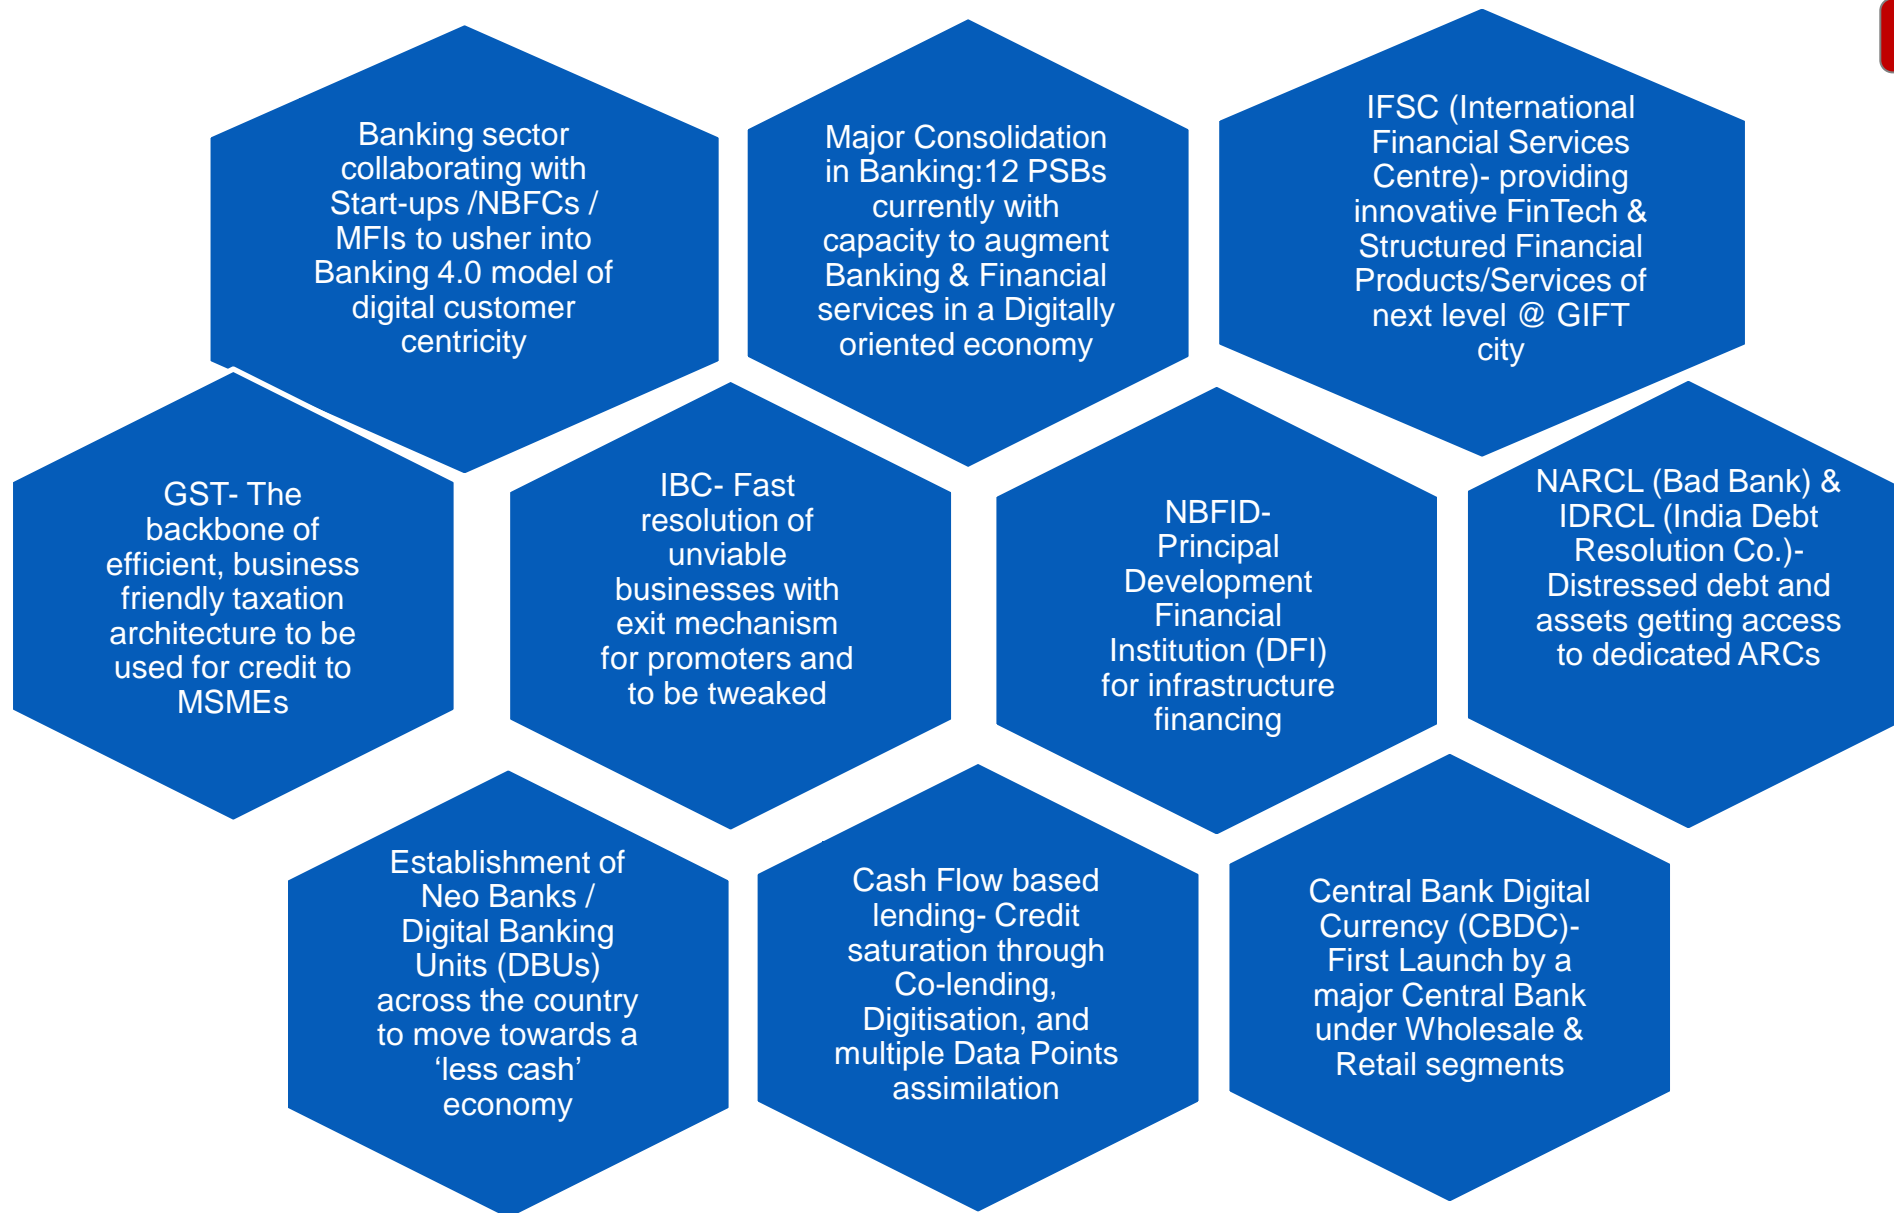 Banking sector
collaborating with
Start-ups /NBFCs /
MFIs to usher into
Banking 4.0 model of
digital customer
centricity
Major Consolidation
in Banking:12 PSBs
currently with
capacity to augment
Banking & Financial
services in a Digitally
oriented economy
IFSC (International
Financial Services
Centre)- providing
innovative FinTech &
Structured Financial
Products/Services of
next level @ GIFT
city
GST- The
backbone of
efficient, business
friendly taxation
architecture to be
used for credit to
MSMEs
IBC- Fast
resolution of
unviable
businesses with
exit mechanism
for promoters and
to be tweaked
NBFID-
Principal
Development
Financial
Institution (DFI)
for infrastructure
financing
NARCL (Bad Bank) &
IDRCL (India Debt
Resolution Co.)-
Distressed debt and
assets getting access
to dedicated ARCs
Establishment of
Neo Banks /
Digital Banking
Units (DBUs)
across the country
to move towards a
‘less cash’
economy
Cash Flow based
lending- Credit
saturation through
Co-lending,
Digitisation, and
multiple Data Points
assimilation
Central Bank Digital
Currency (CBDC)-
First Launch by a
major Central Bank
under Wholesale &
Retail segments